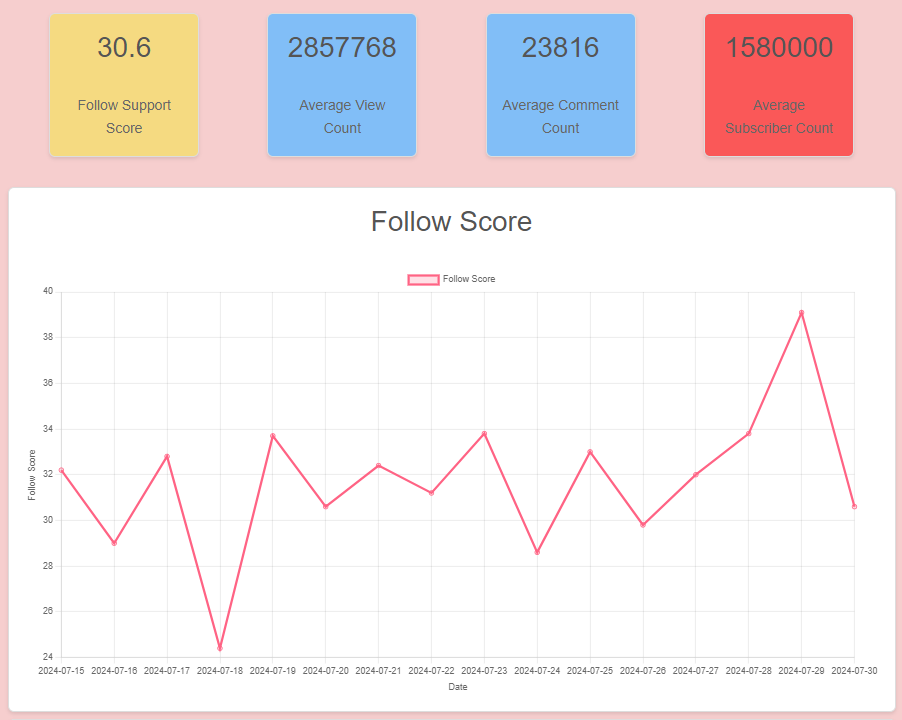 30.6
Follow Support
Score
2857768
Average View
Count
23816
Average Comment
Count
1580000
Average
Subscriber Count
Follow Score
Follow Score
40
38
36
34
32
30
28
26
24
Follow Score
2024-07-15 2024-07-16 2024-07-17 2024-07-18 2024-07-19 2024-07-20 2024-07-21 2024-07-22 2024-07-23 2024-07-24 2024-07-25 2024-07-26 2024-07-27 2024-07-28 2024-07-29 2024-07-30
Date